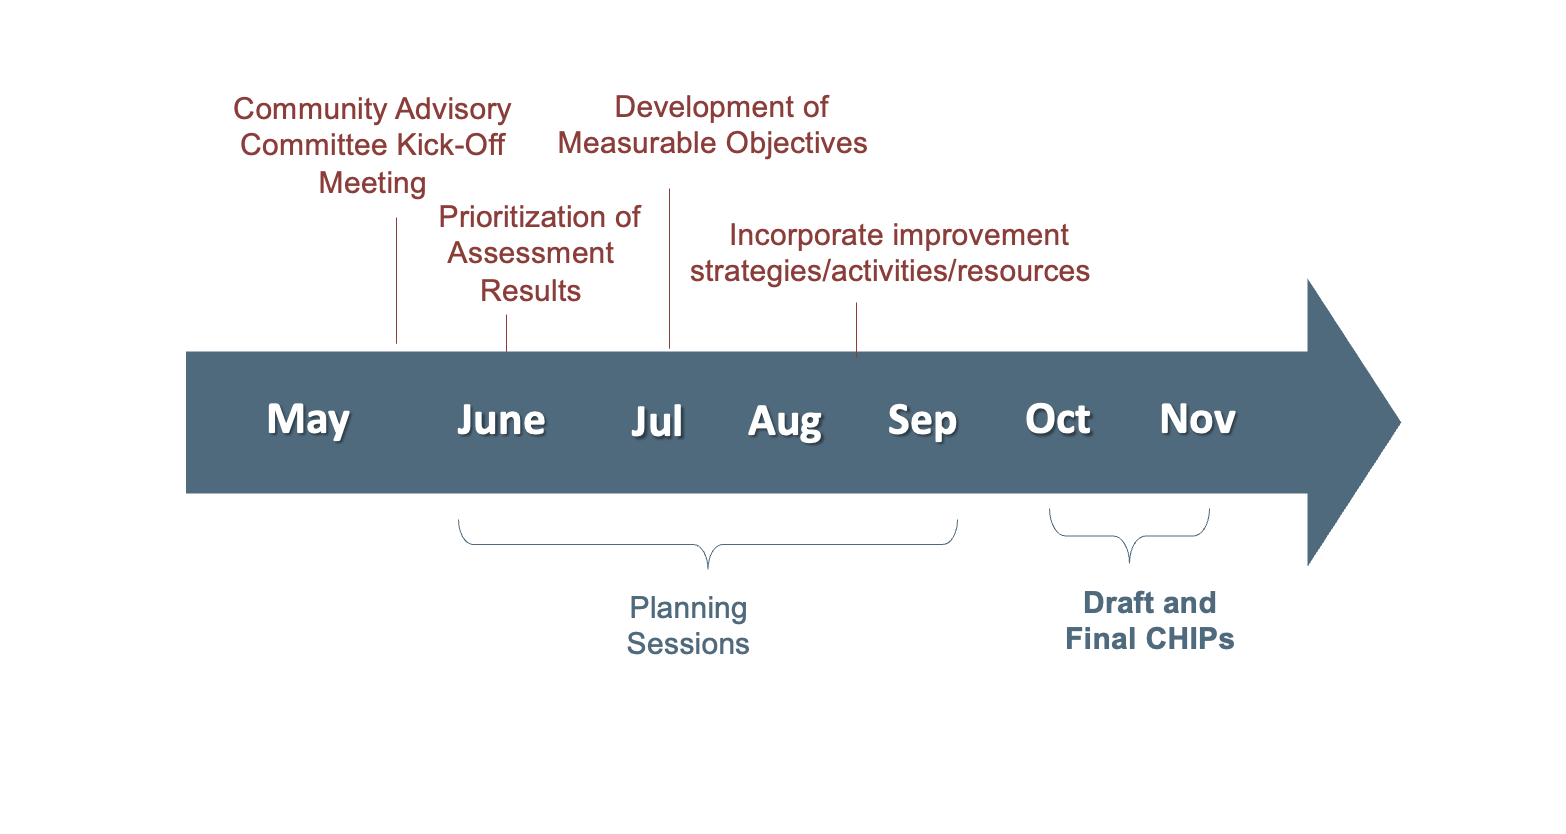 Community Advisory
Committee Kick-Off
Meeting
Development of
Measurable Objectives
Prioritization of
Assessment
Results
Incorporate improvement
strategies/activities/resources
May June Jul Aug Sep Oct Nov
Planning
Sessions
Draft and
Final CHIPs